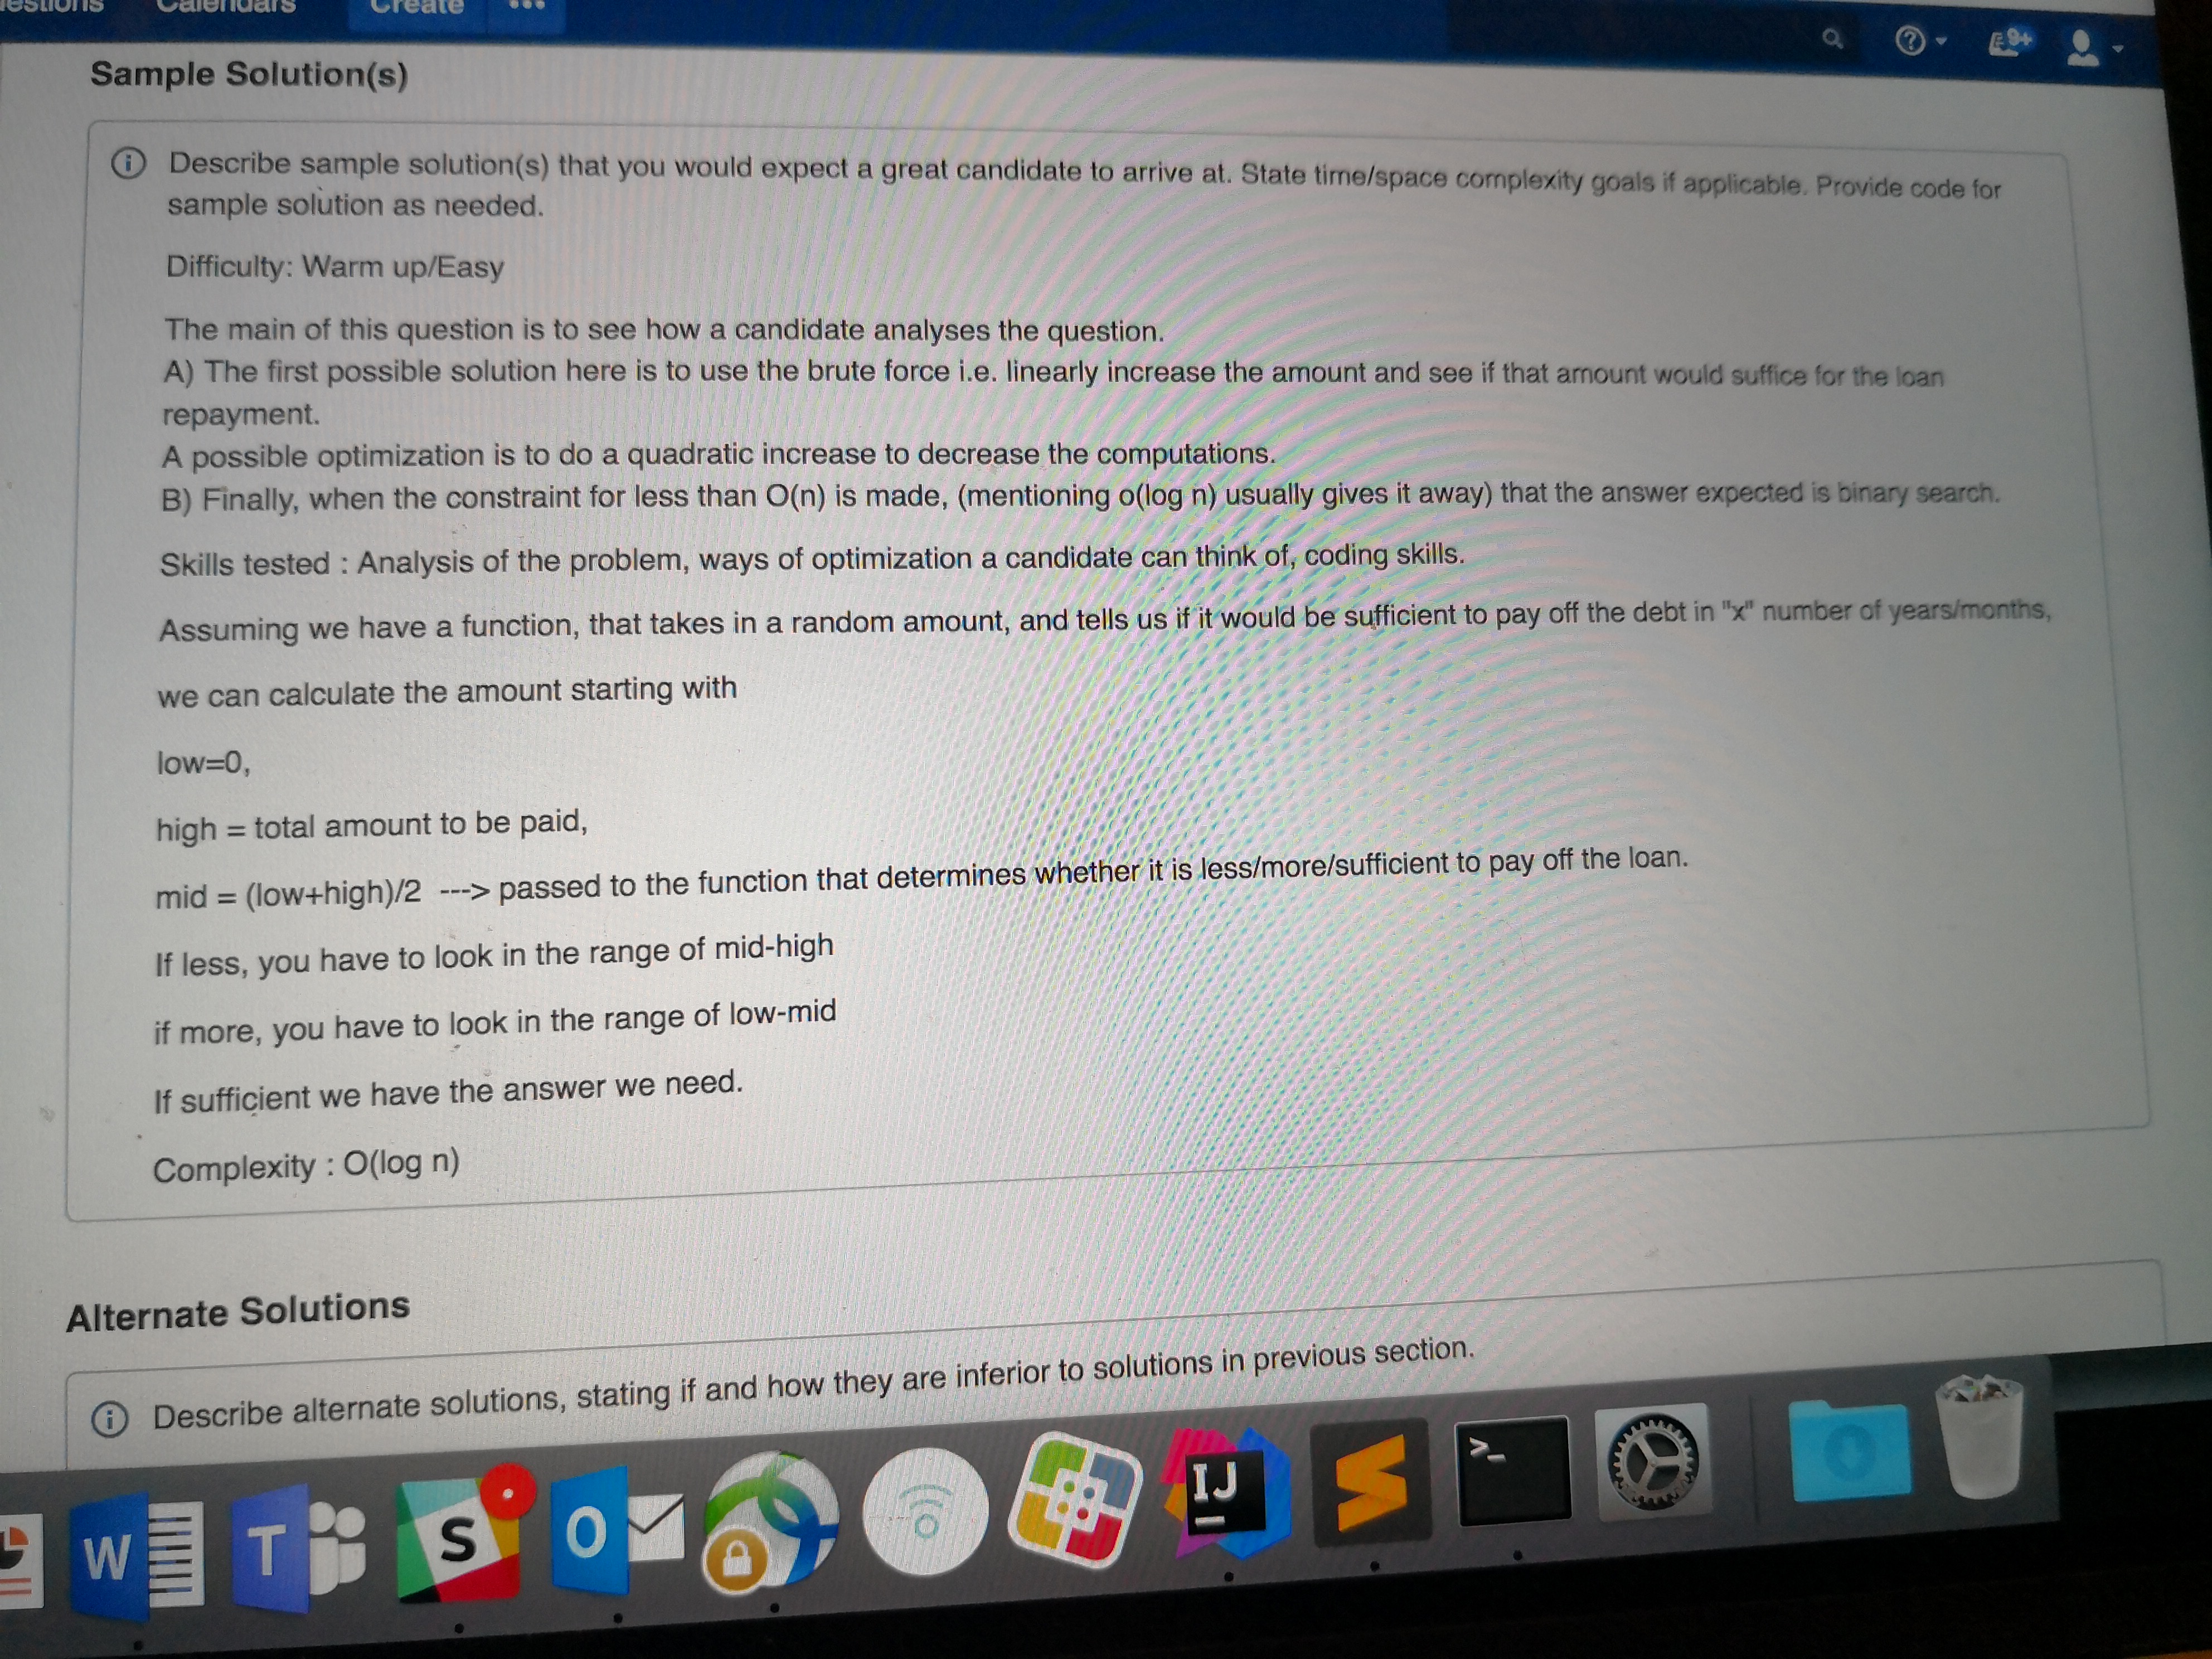 Calendars
Create
9+
Sample Solution(s)
Describe sample solution(s) that you would expect a great candidate to arrive at. State time/space complexity goals if applicable. Provide code for
sample solution as needed.
Difficulty: Warm up/Easy
The main of this question is to see how a candidate analyses the question.
A) The first possible solution here is to use the brute force i.e. linearly increase the amount and see if that amount would suffice for the loan
repayment.
A possible optimization is to do a quadratic increase to decrease the computations.
B) Finally, when the constraint for less than O(n) is made, (mentioning o(log n) usually gives it away) that the answer expected is binary search.
Skills tested : Analysis of the problem, ways of optimization a candidate can think of, coding skills.
Assuming we have a function, that takes in a random amount, and tells us if it would be sufficient to pay off the debt in "x" number of years/months,
we can calculate the amount starting with
low=0,
high = total amount to be paid,
mid = (low+high)/2 ---> passed to the function that determines whether it is less/more/sufficient to pay off the loan.
If less, you have to look in the range of mid-high
if more, you have to look in the range of low-mid
If sufficient we have the answer we need.
Complexity : O(log n)
Alternate Solutions
Describe alternate solutions, stating if and how they are inferior to solutions in previous section.
W
T
S
O
IJ
>_